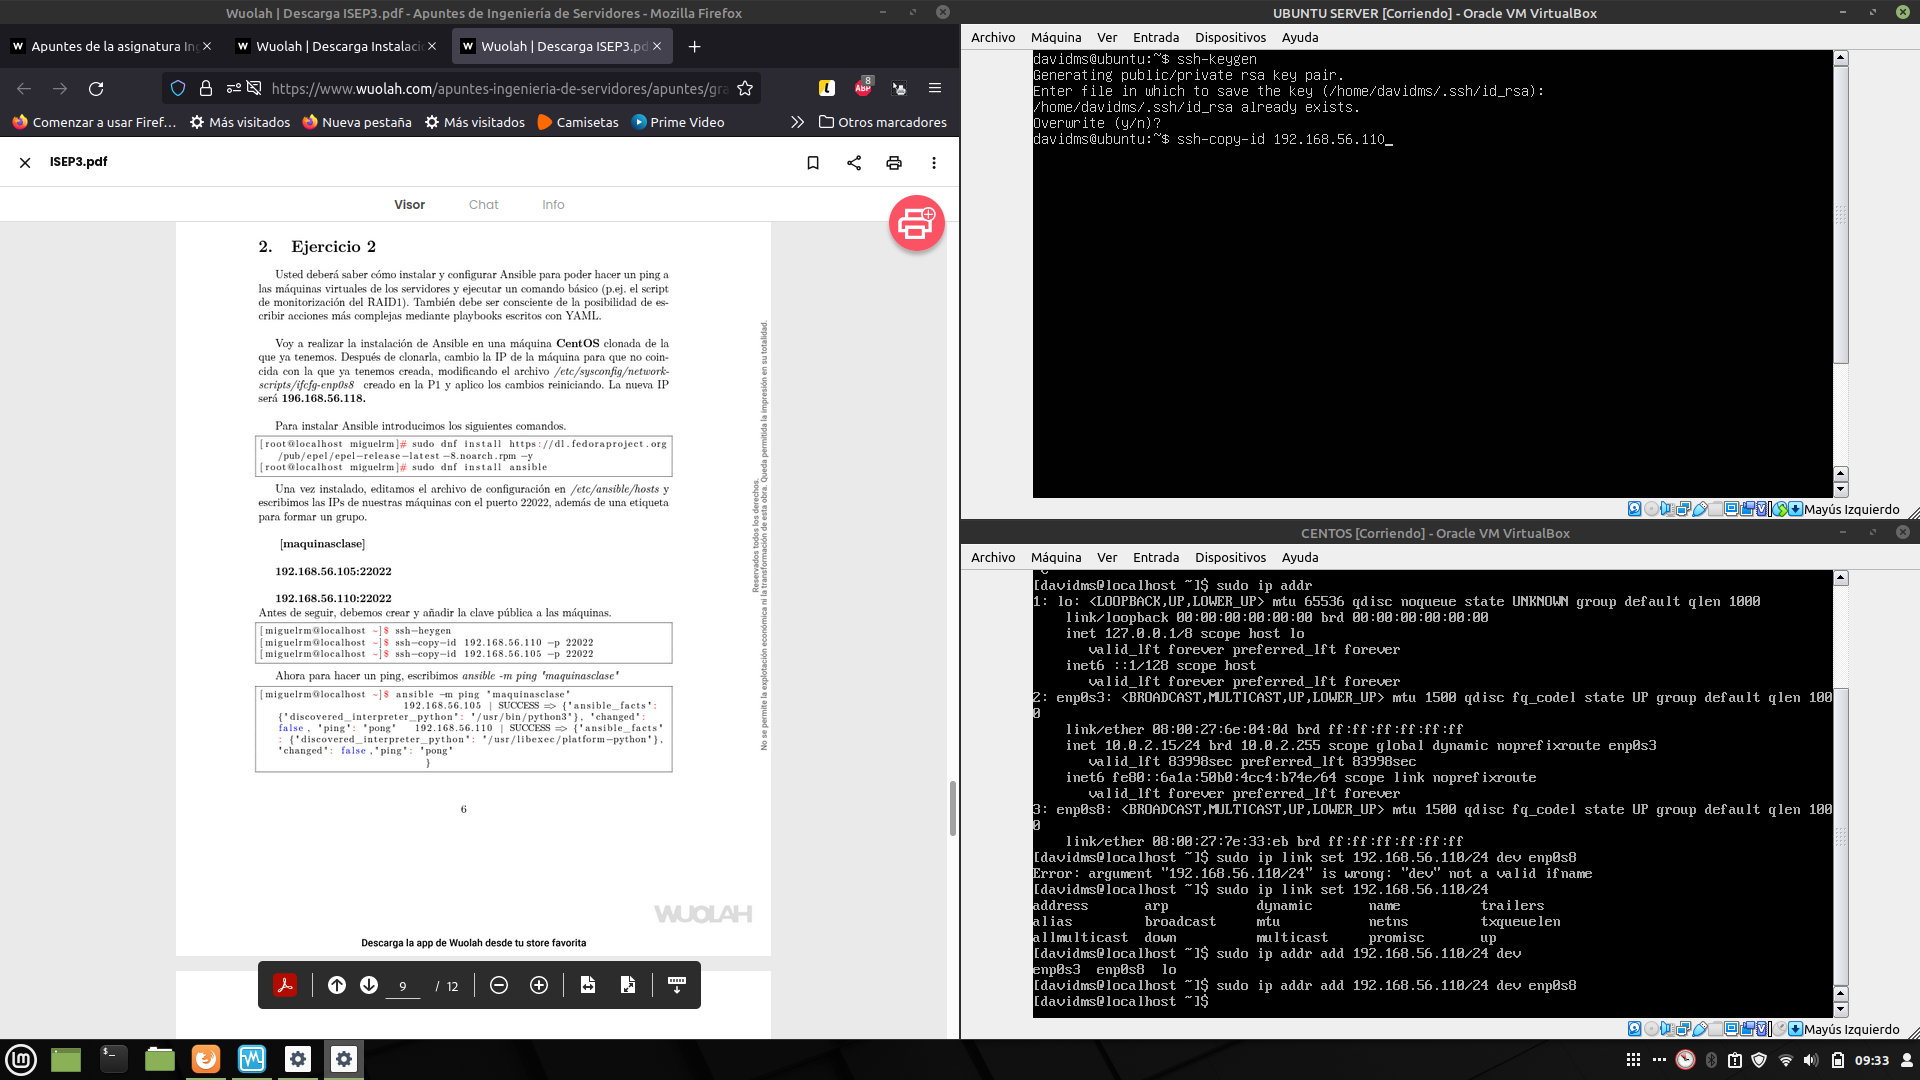 Wuolah | Descarga ISEP3.pdf - Apuntes de Ingeniería de Servidores - Mozilla Firefox
Apuntes de la asignatura In
Wuolah | Descarga Instalaci
Wuolah | Descarga ISEP3.pd
https://www.wuolah.com/apuntes-ingenieria-de-servidores/apuntes/gra
8
ABP
Comenzar a usar Firef...
Más visitados
Nueva pestaña
Más visitados
Camisetas
Prime Video
Otros marcadores
ISEP3.pdf
Visor
Chat
Info
2. Ejercicio 2
Usted deberá saber cómo instalar y configurar Ansible para poder hacer un ping a
las máquinas virtuales de los servidores y ejecutar un comando básico (p.ej. el script
de monitorización del RAID1). También debe ser consciente de la posibilidad de es-
cribir acciones más complejas mediante playbooks escritos con YAML.
Voy a realizar la instalación de Ansible en una máquina CentOS clonada de la
que ya tenemos. Después de clonarla, cambio la IP de la máquina para que no coin-
cida con la que ya tenemos creada, modificando el archivo /etc/sysconfig/network-
scripts/ifcfg-enp0s8 creado en la P1 y aplico los cambios reiniciando. La nueva IP
será 196.168.56.118.
Para instalar Ansible introducimos los siguientes comandos.
[root@localhost miguelrm]# sudo dnf install https://dl.fedoraproject.org
/pub/epel/epel-release-latest-8.noarch.rpm -y
[root@localhost miguelrm]# sudo dnf install ansible
Una vez instalado, editamos el archivo de configuración en /etc/ansible/hosts y
escribimos las IPs de nuestras máquinas con el puerto 22022, además de una etiqueta
para formar un grupo.
[maquinasclase]
192.168.56.105:22022
192.168.56.110:22022
Antes de seguir, debemos crear y añadir la clave pública a las máquinas.
[miguelrm@localhost ~]$ ssh-heygen
[miguelrm@localhost ~]$ ssh-copy-id 192.168.56.110 -p 22022
[miguelrm@localhost ~]$ ssh-copy-id 192.168.56.105 -p 22022
Ahora para hacer un ping, escribimos ansible -m ping "maquinasclase"
[miguelrm@localhost ~]$ ansible -m ping "maquinasclase"
192.168.56.105 | SUCCESS => {"ansible_facts":
{"discovered_interpreter_python": "/usr/bin/python3"}, "changed":
false, "ping": "pong" 192.168.56.110 | SUCCESS => {"ansible_facts"
: {"discovered_interpreter_python": "/usr/libexec/platform-python"},
"changed": false ,"ping": "pong"
}
6
Reservados todos los derechos.
No se permite la explotación económica ni la transformación de esta obra. Queda permitida la impresión en su totalidad.
WUOLAH
Descarga la app de Wuolah desde tu store favorita
9 / 12
UBUNTU SERVER [Corriendo] - Oracle VM VirtualBox
Archivo Máquina Ver Entrada Dispositivos Ayuda
davidms@ubuntu:~$ ssh-keygen
Generating public/private rsa key pair.
Enter file in which to save the key (/home/davidms/.ssh/id_rsa):
/home/davidms/.ssh/id_rsa already exists.
Overwrite (y/n)?
davidms@ubuntu:~$ ssh-copy-id 192.168.56.110_
Mayús Izquierdo
CENTOS [Corriendo] - Oracle VM VirtualBox
Archivo Máquina Ver Entrada Dispositivos Ayuda
[davidms@localhost ~]$ sudo ip addr
1: lo: <LOOPBACK,UP,LOWER_UP> mtu 65536 qdisc noqueue state UNKNOWN group default qlen 1000
link/loopback 00:00:00:00:00:00 brd 00:00:00:00:00:00
inet 127.0.0.1/8 scope host lo
valid_lft forever preferred_lft forever
inet6 ::1/128 scope host
valid_lft forever preferred_lft forever
2: enp0s3: <BROADCAST,MULTICAST,UP,LOWER_UP> mtu 1500 qdisc fq_codel state UP group default qlen 100
0
link/ether 08:00:27:6e:04:0d brd ff:ff:ff:ff:ff:ff
inet 10.0.2.15/24 brd 10.0.2.255 scope global dynamic noprefixroute enp0s3
valid_lft 83998sec preferred_lft 83998sec
inet6 fe80::6a1a:50b0:4cc4:b74e/64 scope link noprefixroute
valid_lft forever preferred_lft forever
3: enp0s8: <BROADCAST,MULTICAST,UP,LOWER_UP> mtu 1500 qdisc fq_codel state UP group default qlen 100
0
link/ether 08:00:27:7e:33:eb brd ff:ff:ff:ff:ff:ff
[davidms@localhost ~]$ sudo ip link set 192.168.56.110/24 dev enp0s8
Error: argument "192.168.56.110/24" is wrong: "dev" not a valid ifname
[davidms@localhost ~]$ sudo ip link set 192.168.56.110/24
address arp dynamic name trailers
alias broadcast mtu netns txqueuelen
allmulticast down multicast promisc up
[davidms@localhost ~]$ sudo ip addr add 192.168.56.110/24 dev
enp0s3 enp0s8 lo
[davidms@localhost ~]$ sudo ip addr add 192.168.56.110/24 dev enp0s8
[davidms@localhost ~]$
Mayús Izquierdo
09:33